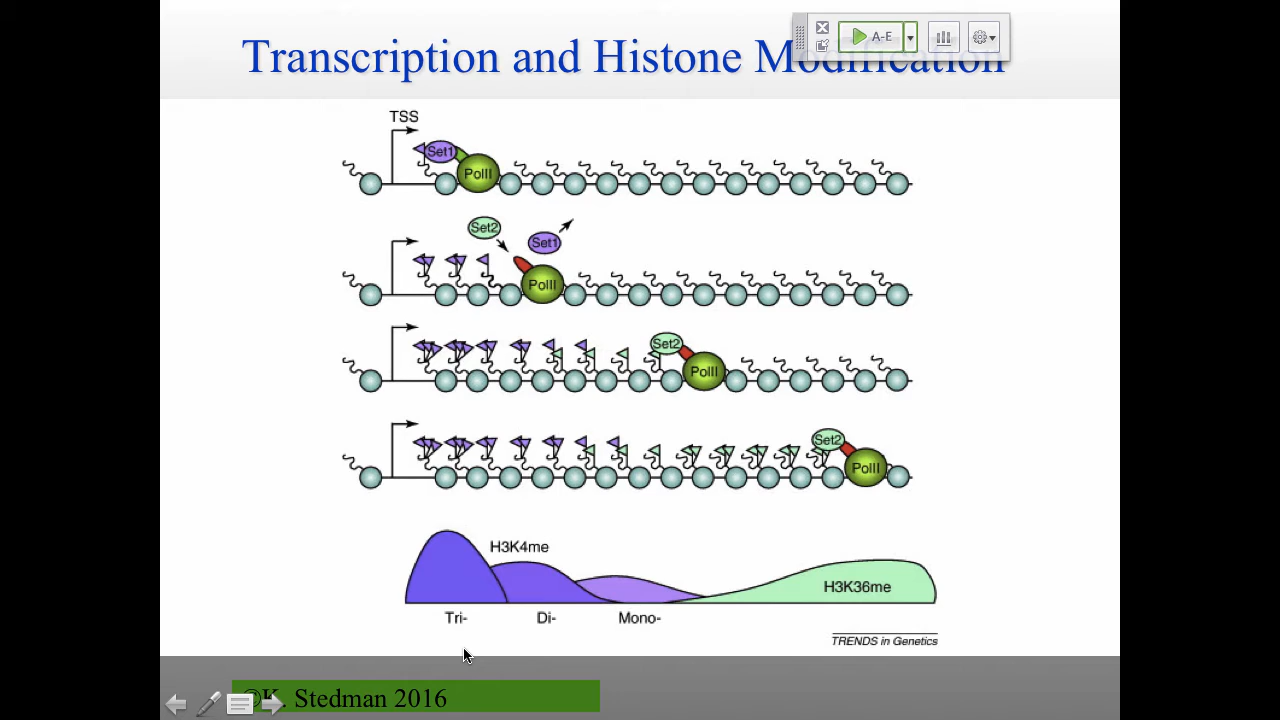 Transcription and Histone Modification
A-E
TSS
Set1
PolII
Set2
Set1
PolII
Set2
PolII
Set2
PolII
H3K4me
H3K36me
Tri-
Di-
Mono-
TRENDS in Genetics
©K. Stedman 2016